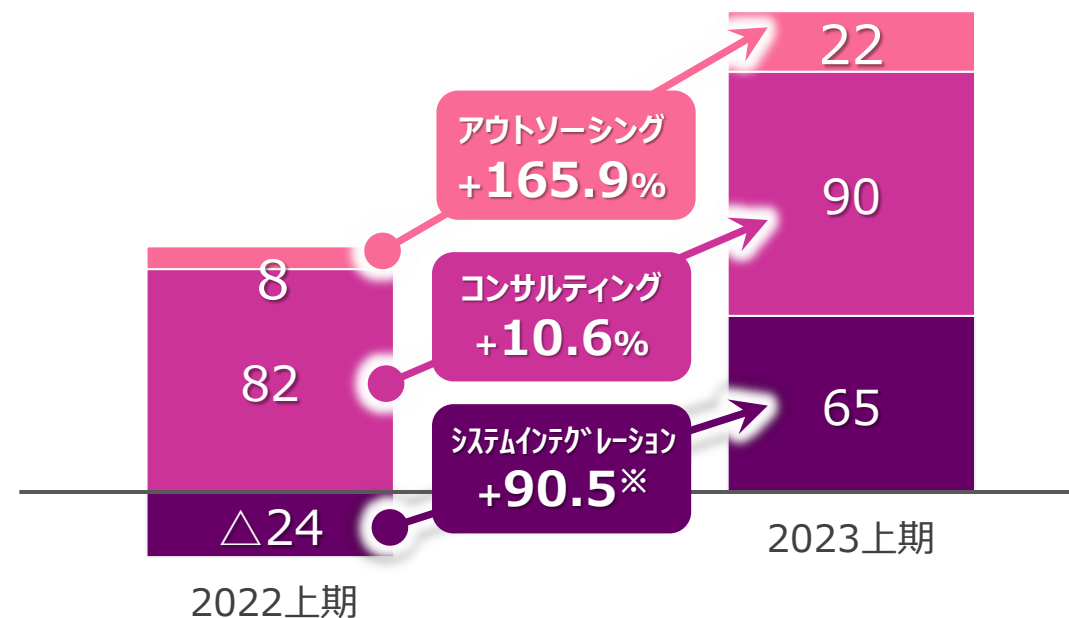 22
アウトソーシング
+165.9%
90
8
コンサルティング
+10.6%
82
65
ｼｽﾃﾑｲﾝﾃｸﾞﾚｰｼｮﾝ
+90.5※
△24
2023上期
2022上期